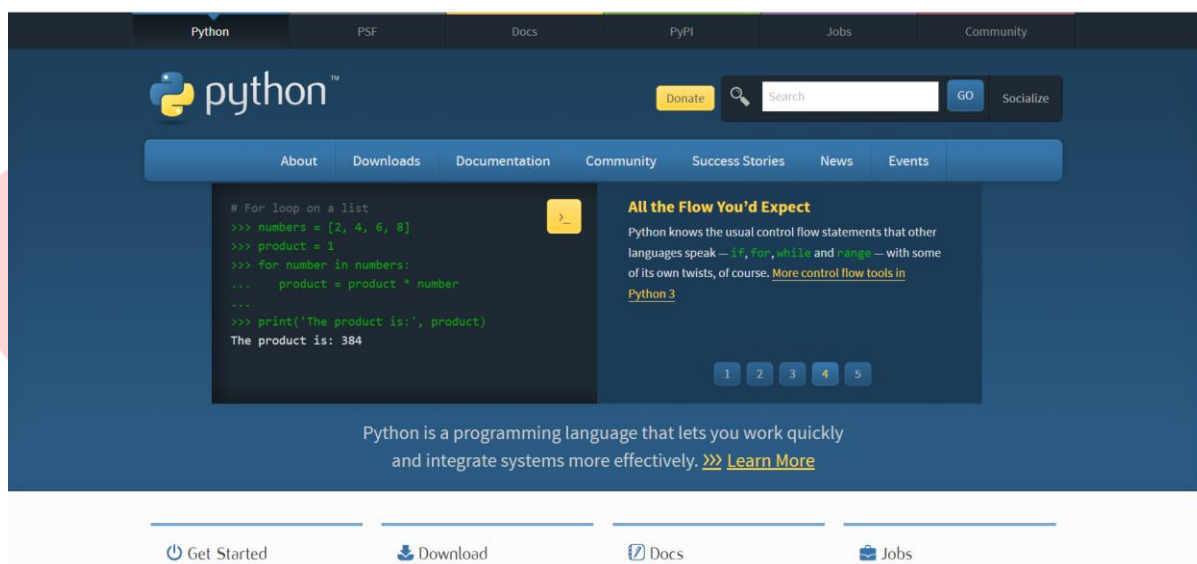 Python PSF Docs PyPI Jobs Community
python™
Donate Search GO Socialize
About Downloads Documentation Community Success Stories News Events
# For loop on a list
>>> numbers = [2, 4, 6, 8]
>>> product = 1
>>> for number in numbers:
...    product = product * number
...
>>> print('The product is:', product)
The product is: 384
>_
All the Flow You’d Expect
Python knows the usual control flow statements that other
languages speak — if, for, while and range — with some
of its own twists, of course. More control flow tools in
Python 3
1 2 3 4 5
Python is a programming language that lets you work quickly
and integrate systems more effectively. >>> Learn More
Get Started Download Docs Jobs